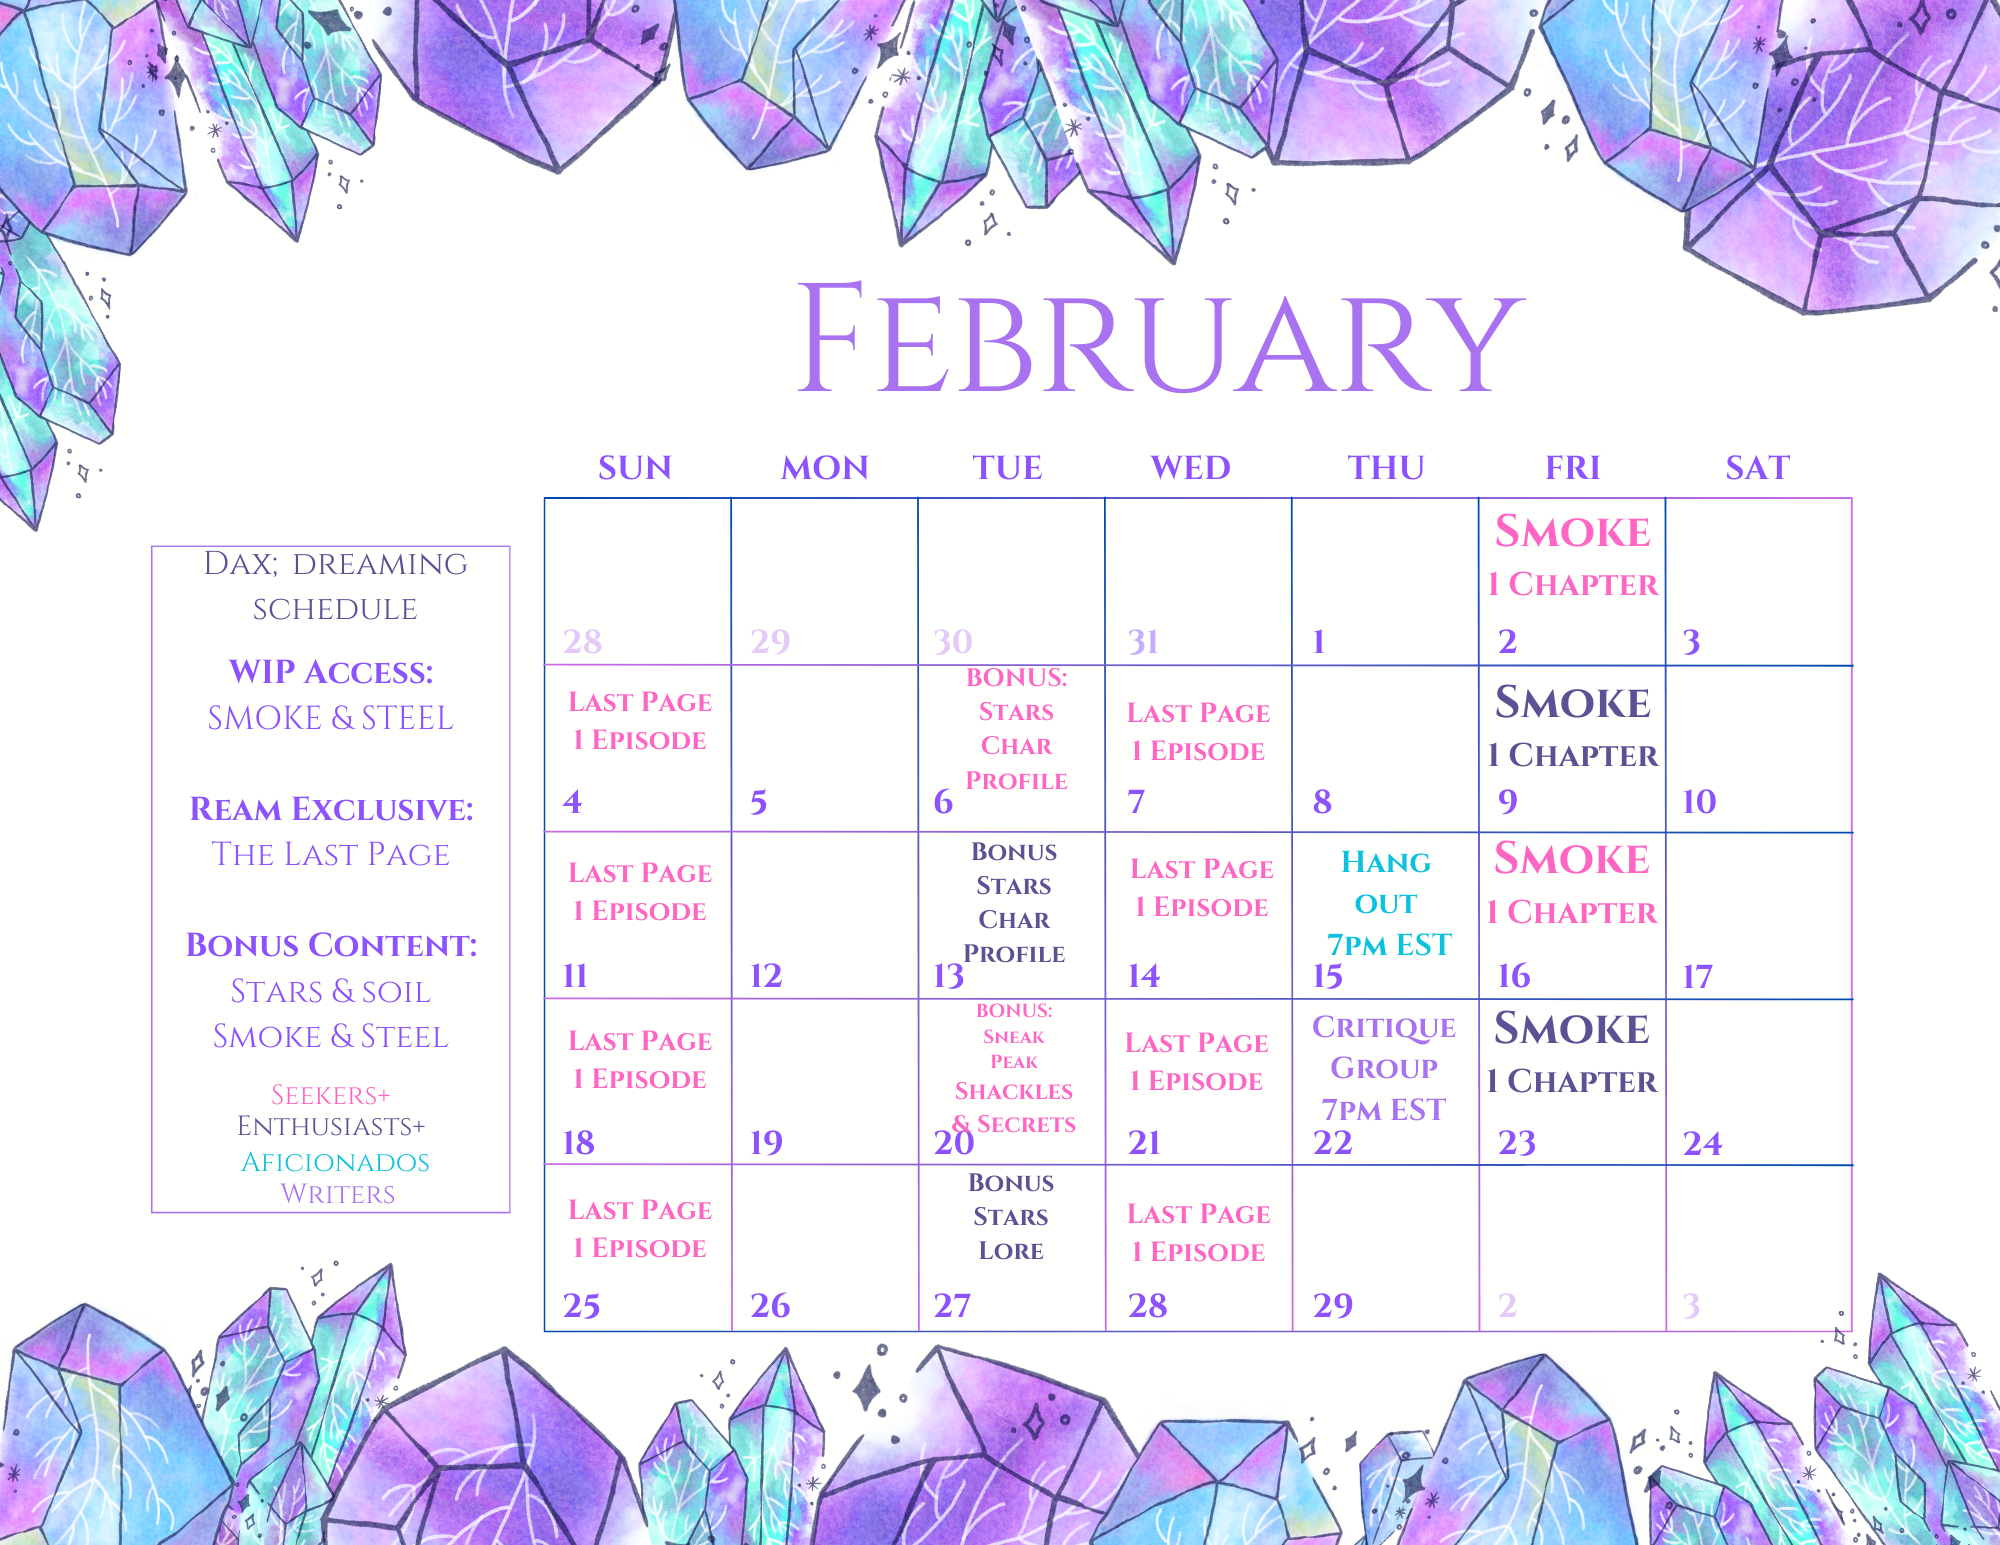 February
SUN MON TUE WED THU FRI SAT
Dax; dreaming
schedule
WIP Access:
SMOKE & STEEL
Ream Exclusive:
The Last Page
Bonus Content:
Stars & soil
Smoke & Steel
Seekers+
Enthusiasts+
Aficionados
Writers
28
29
30
31
1
Smoke
1 Chapter
2
3
Last Page
1 Episode
4
5
Bonus:
Stars
Char
Profile
6
Last Page
1 Episode
7
8
Smoke
1 Chapter
9
10
Last Page
1 Episode
11
12
Bonus
Stars
Char
Profile
13
Last Page
1 Episode
14
Hang
out
7pm EST
15
Smoke
1 Chapter
16
17
Last Page
1 Episode
18
19
Bonus:
Sneak
Peak
Shackles
& Secrets
20
Last Page
1 Episode
21
Critique
Group
7pm EST
22
Smoke
1 Chapter
23
24
Last Page
1 Episode
25
26
Bonus
Stars
Lore
27
Last Page
1 Episode
28
29
2
3